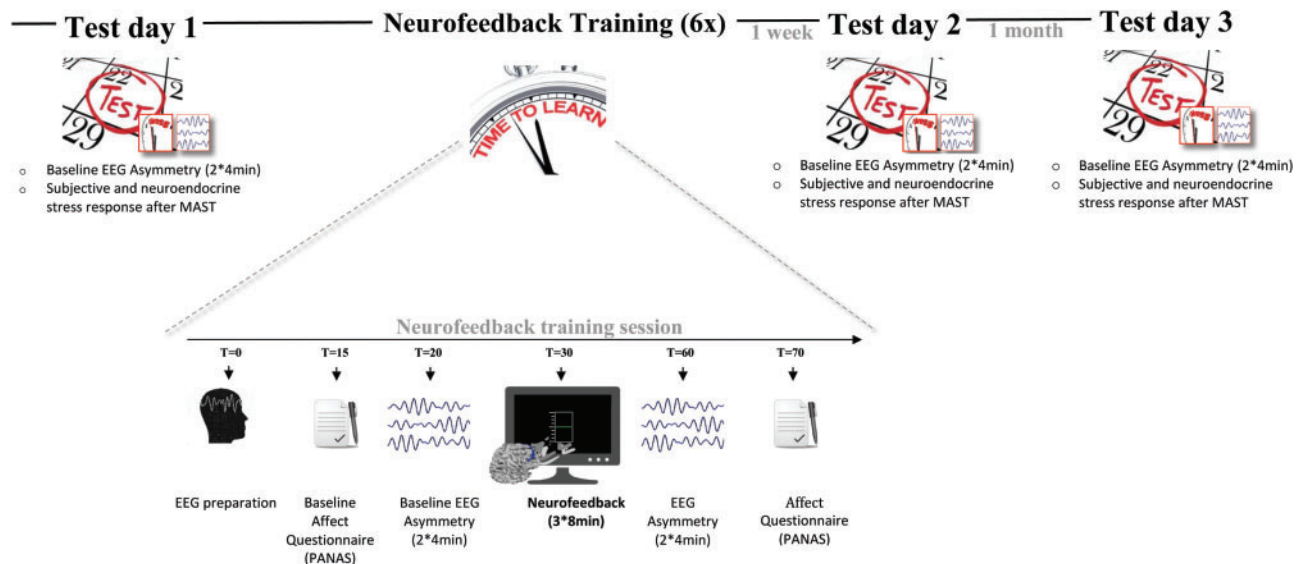 Test day 1
Neurofeedback Training (6x)
1 week
Test day 2
1 month
Test day 3
22
2
TEST
29
TIME TO LEARN
22
2
TEST
29
22
2
TEST
29
o Baseline EEG Asymmetry (2*4min)
o Subjective and neuroendocrine
stress response after MAST
o Baseline EEG Asymmetry (2*4min)
o Subjective and neuroendocrine
stress response after MAST
o Baseline EEG Asymmetry (2*4min)
o Subjective and neuroendocrine
stress response after MAST
Neurofeedback training session
T=0
T=15
T=20
T=30
T=60
T=70
EEG preparation
Baseline
Affect
Questionnaire
(PANAS)
Baseline EEG
Asymmetry
(2*4min)
Neurofeedback
(3*8min)
EEG
Asymmetry
(2*4min)
Affect
Questionnaire
(PANAS)